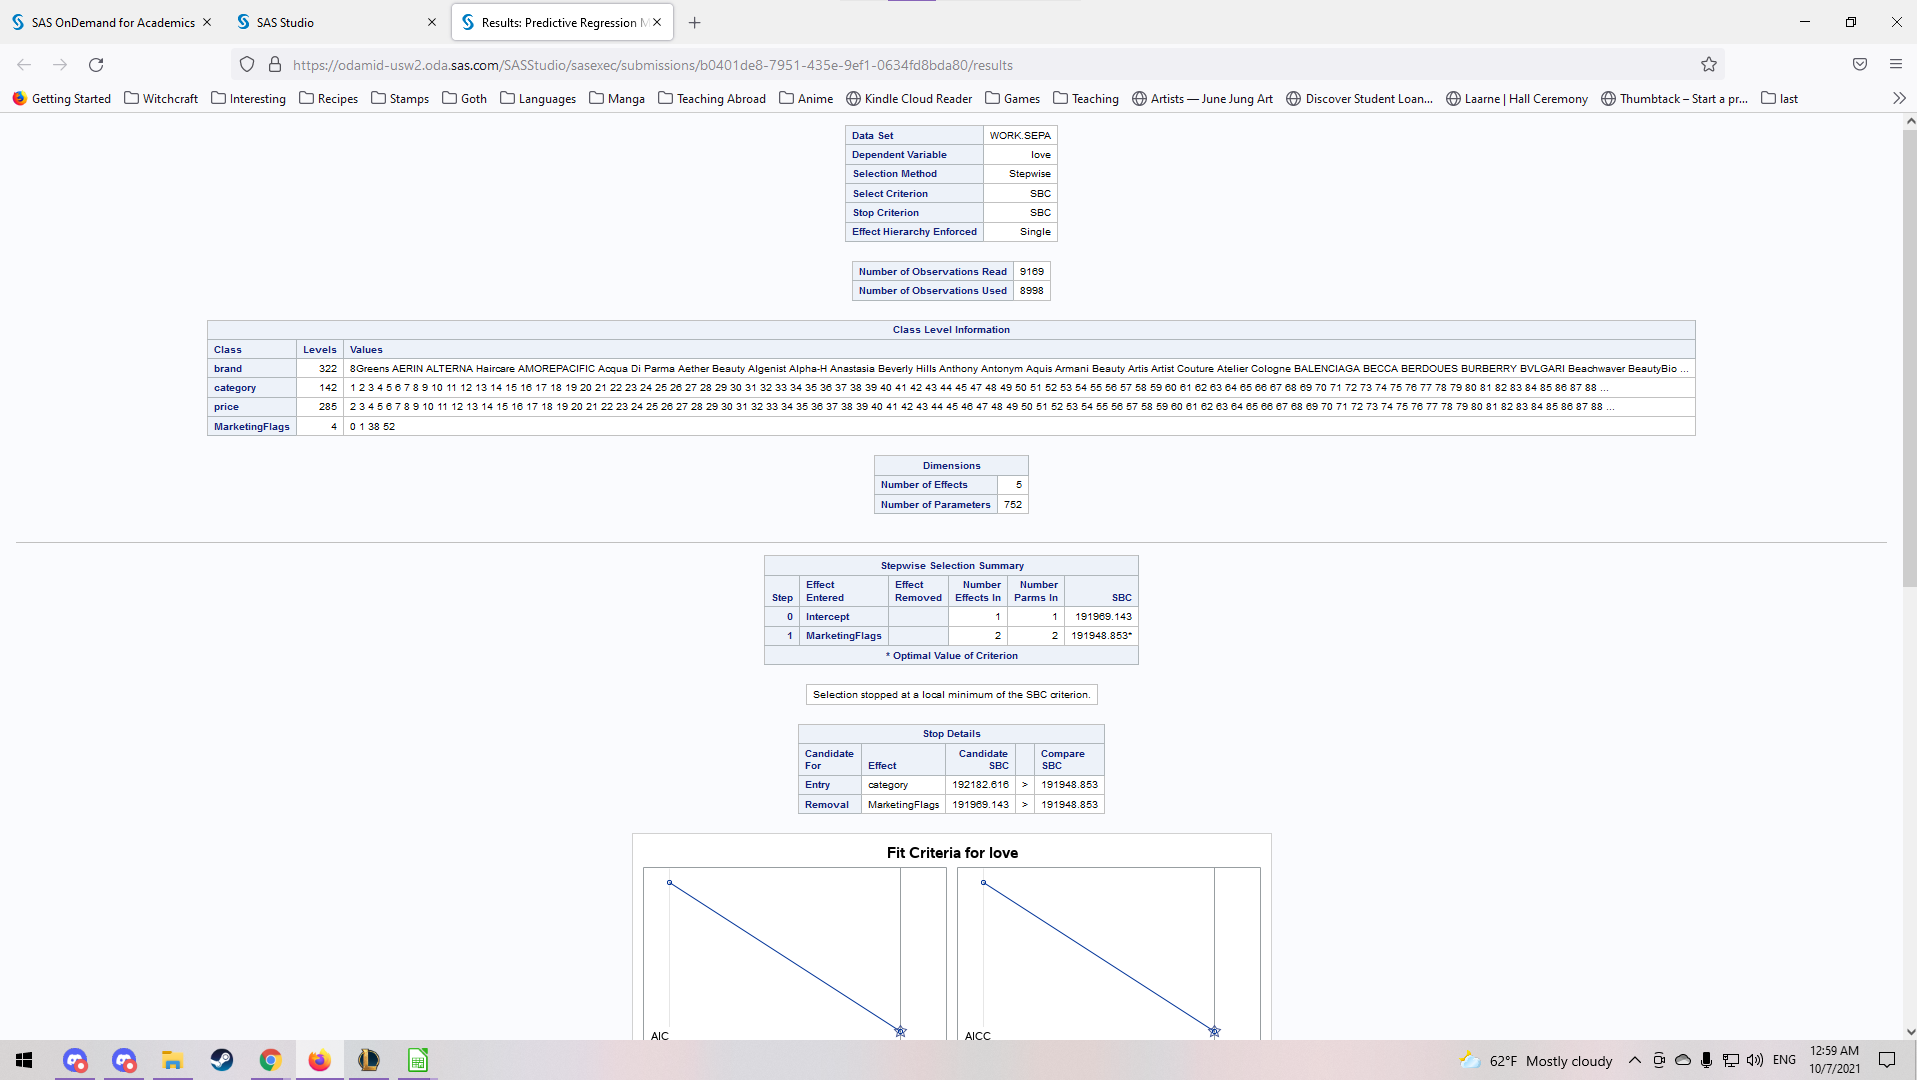 SAS OnDemand for Academics
SAS Studio
Results: Predictive Regression M
https://odamid-usw2.oda.sas.com/SASStudio/sasexec/submissions/b0401de8-7951-435e-9ef1-0634fd8bda80/results
Getting Started Witchcraft Interesting Recipes Stamps Goth Languages Manga Teaching Abroad Anime Kindle Cloud Reader Games Teaching Artists — June Jung Art Discover Student Loan... Laarne | Hall Ceremony Thumbtack – Start a pr... last
Data Set WORK.SEPA
Dependent Variable love
Selection Method Stepwise
Select Criterion SBC
Stop Criterion SBC
Effect Hierarchy Enforced Single
Number of Observations Read 9169
Number of Observations Used 8998
Class Level Information
Class Levels Values
brand 322 8Greens AERIN ALTERNA Haircare AMOREPACIFIC Acqua Di Parma Aether Beauty Algenist Alpha-H Anastasia Beverly Hills Anthony Antonym Aquis Armani Beauty Artis Artist Couture Atelier Cologne BALENCIAGA BECCA BERDOUES BURBERRY BVLGARI Beachwaver BeautyBio ...
category 142 1 2 3 4 5 6 7 8 9 10 11 12 13 14 15 16 17 18 19 20 21 22 23 24 25 26 27 28 29 30 31 32 33 34 35 36 37 38 39 40 41 42 43 44 45 46 47 48 49 50 51 52 53 54 55 56 57 58 59 60 61 62 63 64 65 66 67 68 69 70 71 72 73 74 75 76 77 78 79 80 81 82 83 84 85 86 87 88 ...
price 285 2 3 4 5 6 7 8 9 10 11 12 13 14 15 16 17 18 19 20 21 22 23 24 25 26 27 28 29 30 31 32 33 34 35 36 37 38 39 40 41 42 43 44 45 46 47 48 49 50 51 52 53 54 55 56 57 58 59 60 61 62 63 64 65 66 67 68 69 70 71 72 73 74 75 76 77 78 79 80 81 82 83 84 85 86 87 88 ...
MarketingFlags 4 0 1 38 52
Dimensions
Number of Effects 5
Number of Parameters 752
Stepwise Selection Summary
Step Effect Entered Effect Removed Number Effects In Number Parms In SBC
0 Intercept 1 1 191969.143
1 MarketingFlags 2 2 191948.853*
* Optimal Value of Criterion
Selection stopped at a local minimum of the SBC criterion.
Stop Details
Candidate For Effect Candidate SBC Compare SBC
Entry category 192182.616 > 191948.853
Removal MarketingFlags 191969.143 > 191948.853
Fit Criteria for love
AIC
AICC
62°F Mostly cloudy
ENG
12:59 AM
10/7/2021